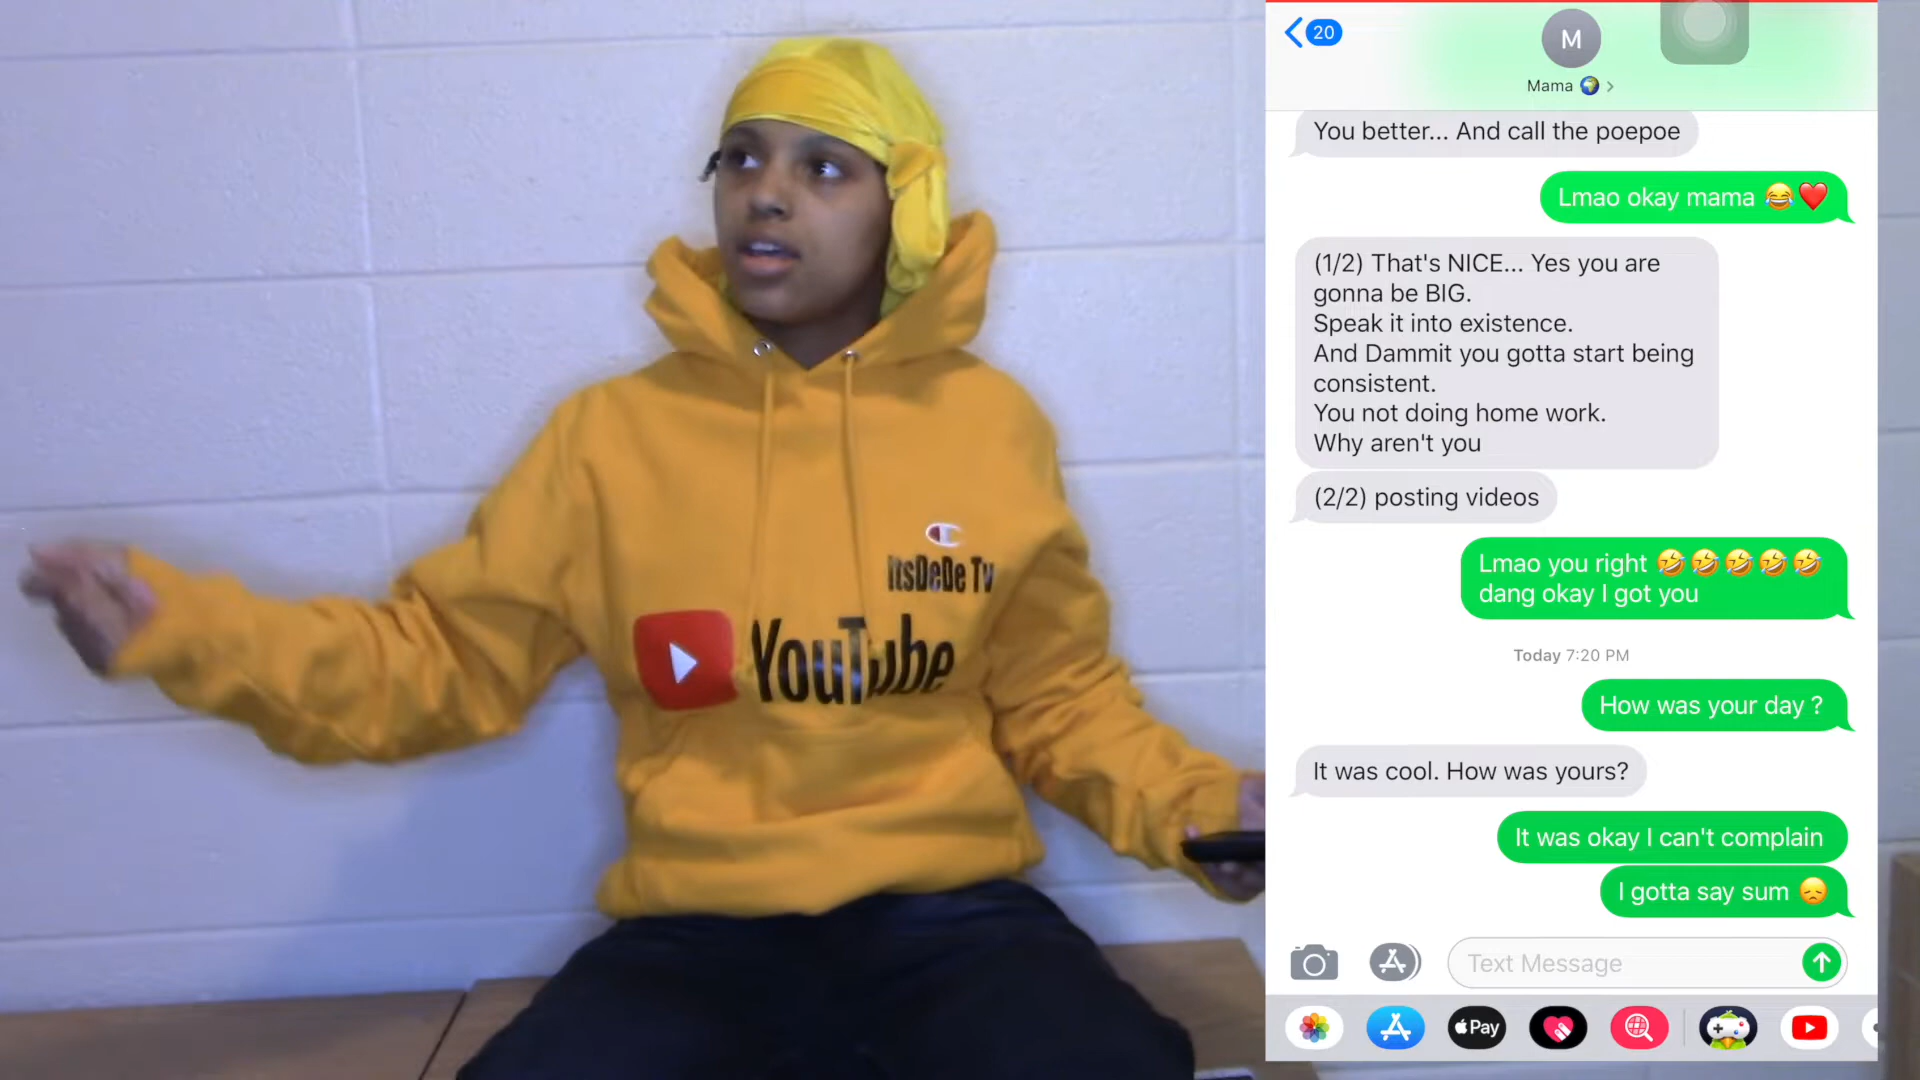 ItsDeDe Tv
YouTube
20
M
Mama 🌍 >
You better... And call the poepoe
Lmao okay mama 😂❤️
(1/2) That's NICE... Yes you are
gonna be BIG.
Speak it into existence.
And Dammit you gotta start being
consistent.
You not doing home work.
Why aren't you
(2/2) posting videos
Lmao you right 🤣🤣🤣🤣🤣
dang okay I got you
Today 7:20 PM
How was your day ?
It was cool. How was yours?
It was okay I can't complain
I gotta say sum 😞
Text Message
Pay